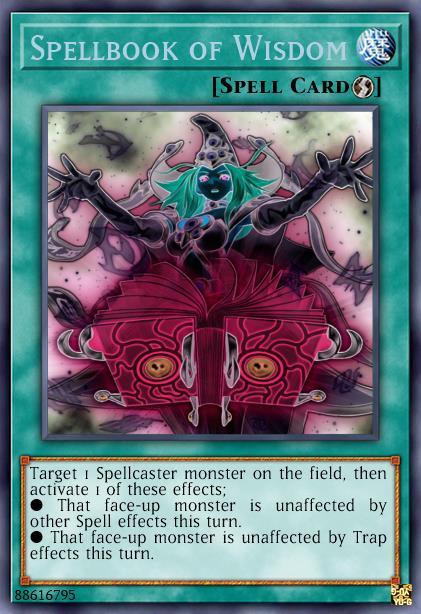 Spellbook of Wisdom 魔
[Spell Card]
Target 1 Spellcaster monster on the field, then
activate 1 of these effects;
● That face-up monster is unaffected by
other Spell effects this turn.
● That face-up monster is unaffected by Trap
effects this turn.
88616795